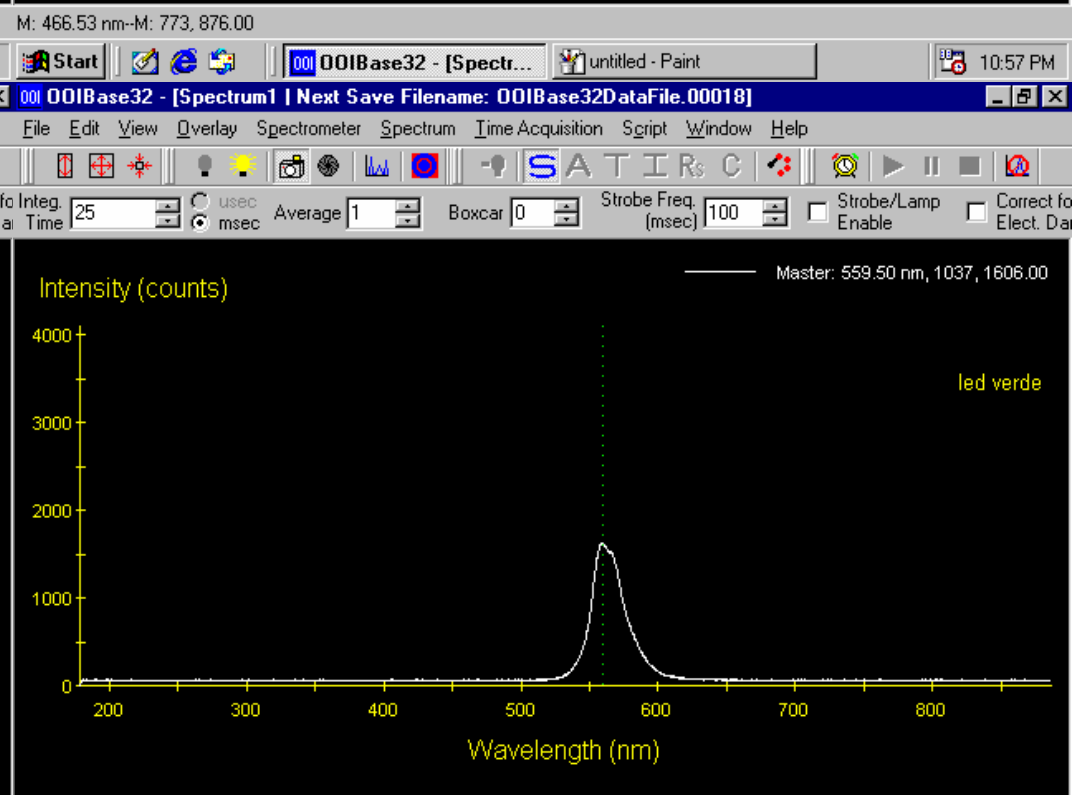 M: 466.53 nm--M: 773, 876.00
Start OOI OOIBase32 - [Spectr... untitled - Paint 10:57 PM
OOI OOIBase32 - [Spectrum1 | Next Save Filename: OOIBase32DataFile.00018]
File Edit View Overlay Spectrometer Spectrum Time Acquisition Script Window Help
S A T I Rs C
Integ. Time 25 usec msec Average 1 Boxcar 0 Strobe Freq. (msec) 100 Strobe/Lamp Enable Correct fo Elect. Dar
Master: 559.50 nm, 1037, 1606.00
Intensity (counts)
4000
led verde
3000
2000
1000
0
200 300 400 500 600 700 800
Wavelength (nm)